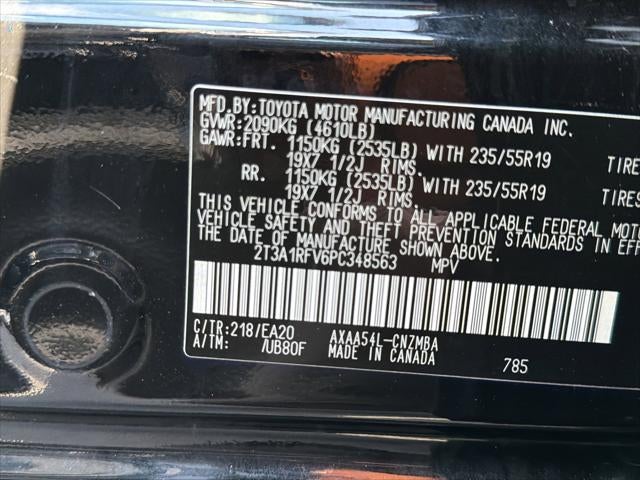 MFD.BY:TOYOTA MOTOR MANUFACTURING CANADA INC.
GVWR:2090KG (4610LB)
GAWR:FRT. 1150KG (2535LB) WITH 235/55R19 TIRE
19X7 1/2J RIMS.
RR. 1150KG (2535LB) WITH 235/55R19 TIRES
19X7 1/2J RIMS.
THIS VEHICLE CONFORMS TO ALL APPLICABLE FEDERAL MOTO
VEHICLE SAFETY AND THEFT PREVENTION STANDARDS IN EFF
THE DATE OF MANUFACTURE SHOWN ABOVE.
2T3A1RFV6PC348563 MPV
C/TR:218/EA20 AXAA54L-CNZMBA
A/TM: /UB80F MADE IN CANADA
785